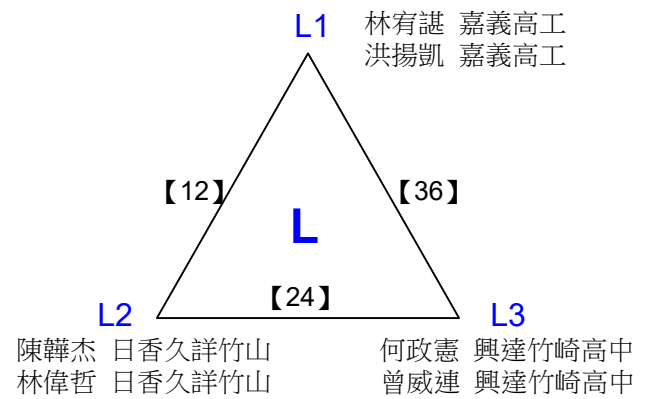 L1
林宥諶 嘉義高工
洪揚凱 嘉義高工
【12】
【36】
L
【24】
L2
L3
陳韡杰 日香久詳竹山
林偉哲 日香久詳竹山
何政憲 興達竹崎高中
曾威連 興達竹崎高中